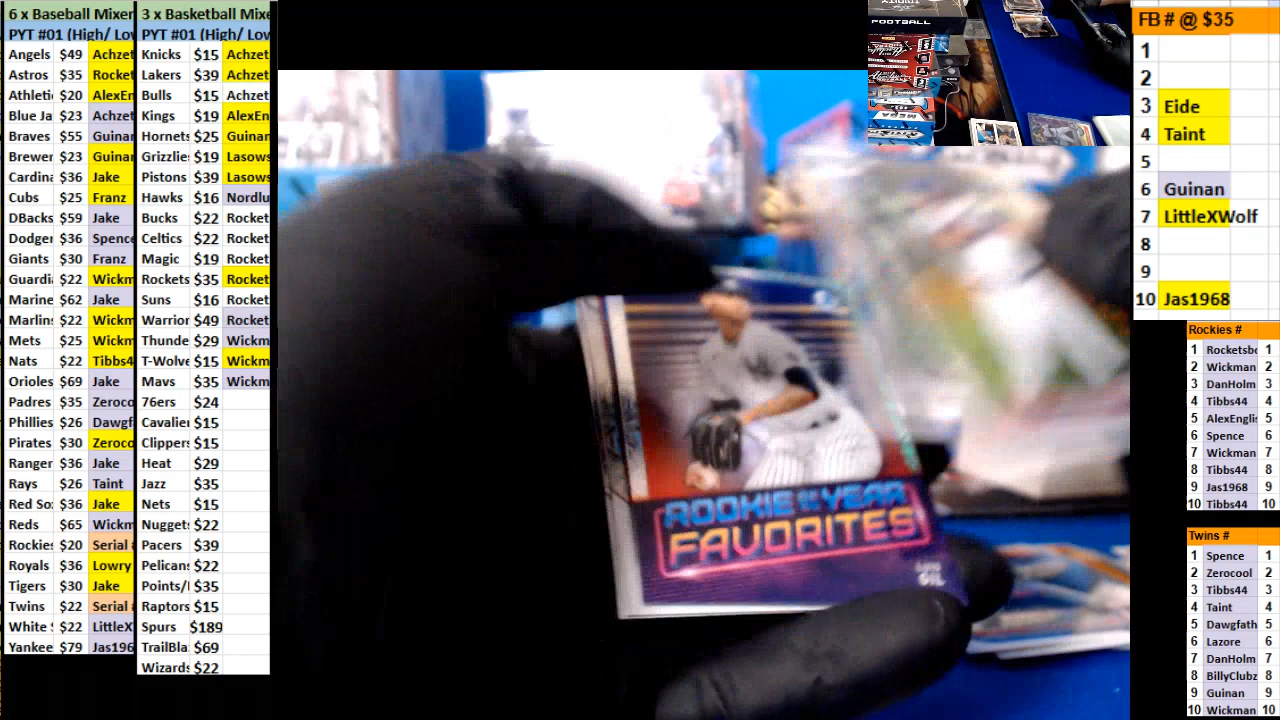 6 x Baseball Mixer
PYT #01 (High/ Lov
Angels $49 Achzet
Astros $35 Rocket
Athletic $20 AlexEn
Blue Ja $23 Achzet
Braves $55 Guinar
Brewer $23 Guinar
Cardina $36 Jake
Cubs $25 Franz
DBacks $59 Jake
Dodger $36 Spence
Giants $30 Franz
Guardi $22 Wickm
Marine $62 Jake
Marlins $22 Wickm
Mets $25 Wickm
Nats $22 Tibbs4
Orioles $69 Jake
Padres $35 Zeroco
Phillies $26 Dawgf
Pirates $30 Zeroco
Ranger $36 Jake
Rays $26 Taint
Red So $36 Jake
Reds $65 Wickm
Rockies $20 Serial
Royals $36 Lowry
Tigers $30 Jake
Twins $22 Serial
White $22 LittleX
Yankee $79 Jas196
3 x Basketball Mixe
PYT #01 (High/ Lov
Knicks $15 Achzet
Lakers $39 Achzet
Bulls $15 Achzet
Kings $19 AlexEn
Hornets $25 Guinar
Grizzlie $19 Lasows
Pistons $39 Lasows
Hawks $16 Nordlu
Bucks $22 Rocket
Celtics $22 Rocket
Magic $19 Rocket
Rockets $35 Rocket
Suns $16 Rocket
Warrior $49 Rocket
Thunde $29 Wickm
T-Wolve $15 Wickm
Mavs $35 Wickm
76ers $24
Cavalier $15
Clippers $15
Heat $29
Jazz $35
Nets $15
Nuggets $22
Pacers $39
Pelicans $22
Points/ $35
Raptors $15
Spurs $189
TrailBla $69
Wizards $22
ROOKIE OF THE YEAR
FAVORITES
LUIS
GIL
FOOTBALL
FB # @ $35
1
2
3 Eide
4 Taint
5
6 Guinan
7 LittleXWolf
8
9
10 Jas1968
Rockies #
1 Rocketsb 1
2 Wickman 2
3 DanHolm 3
4 Tibbs44 4
5 AlexEnglis 5
6 Spence 6
7 Wickman 7
8 Tibbs44 8
9 Jas1968 9
10 Tibbs44 10
Twins #
1 Spence 1
2 Zerocool 2
3 Tibbs44 3
4 Taint 4
5 Dawgfath 5
6 Lazore 6
7 DanHolm 7
8 BillyClubz 8
9 Guinan 9
10 Wickman 10